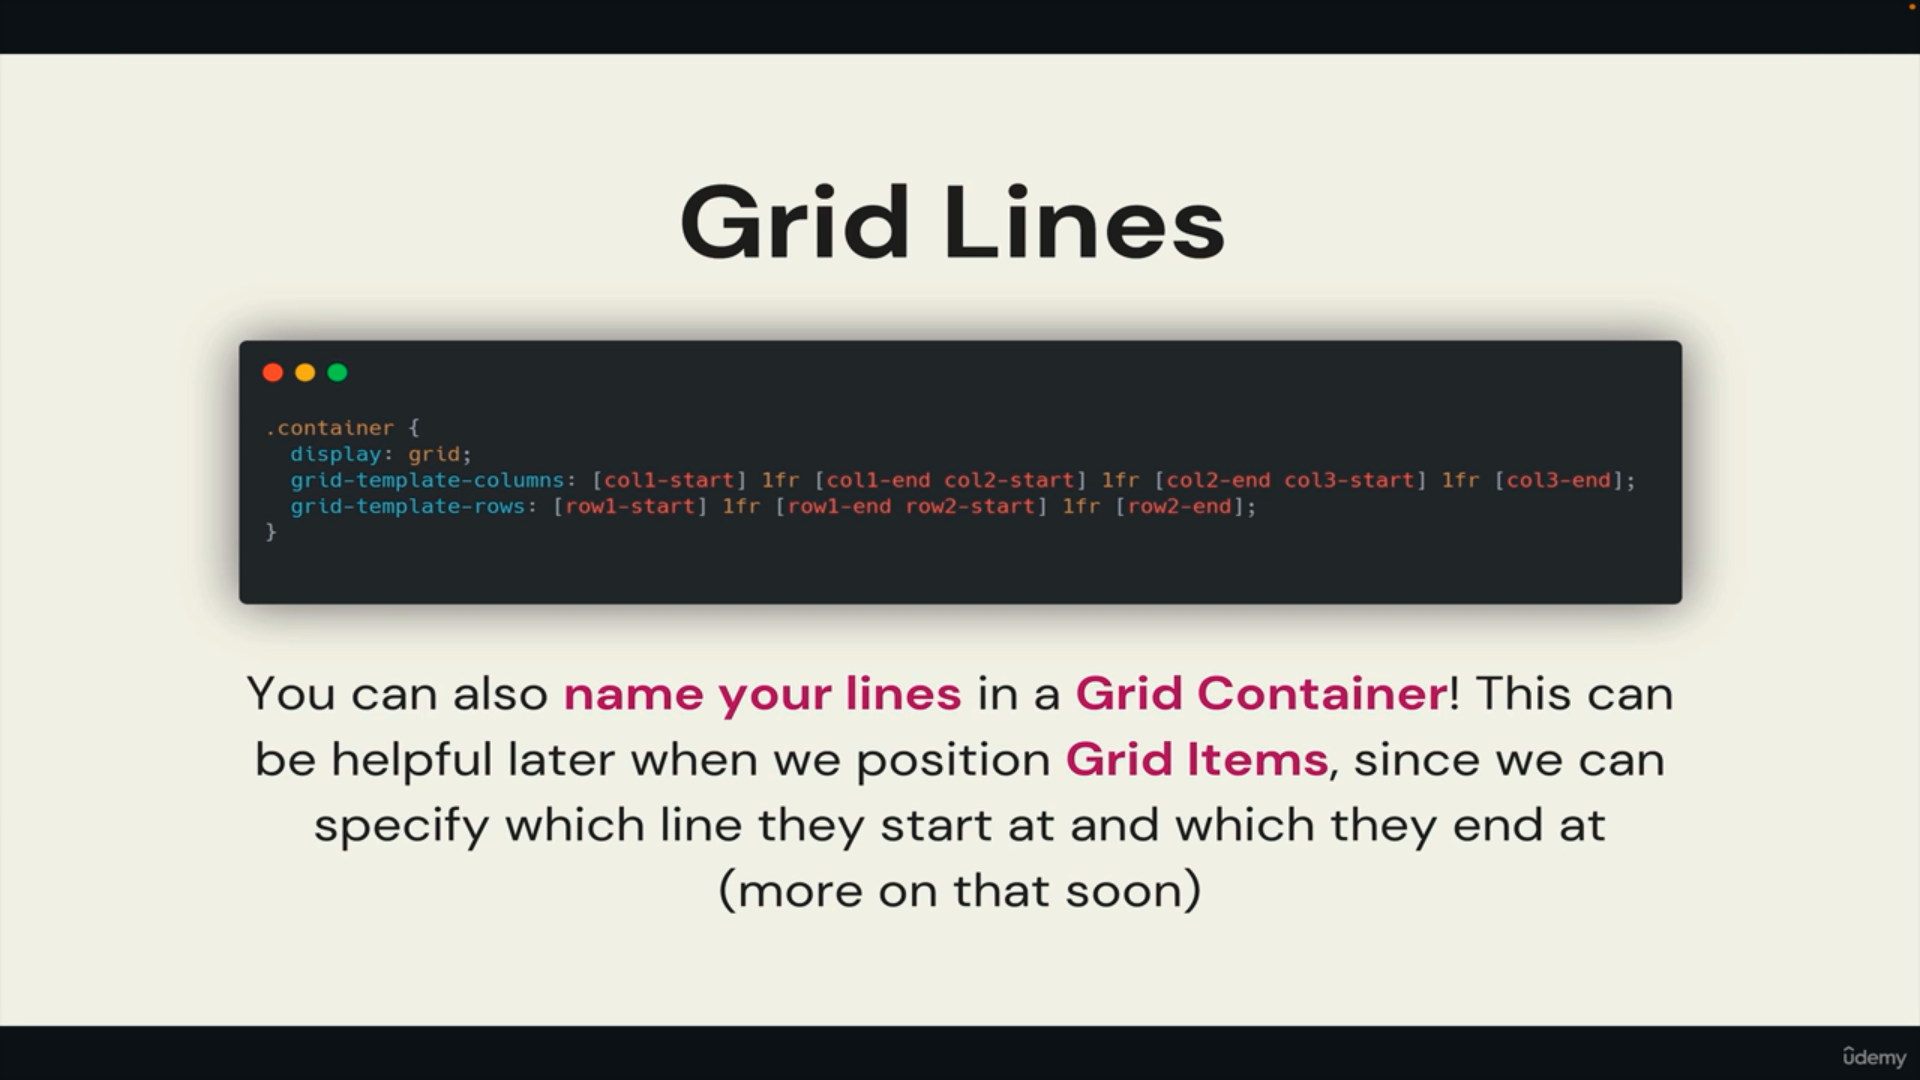 Grid Lines
.container {
  display: grid;
  grid-template-columns: [col1-start] 1fr [col1-end col2-start] 1fr [col2-end col3-start] 1fr [col3-end];
  grid-template-rows: [row1-start] 1fr [row1-end row2-start] 1fr [row2-end];
}
You can also name your lines in a Grid Container! This can
be helpful later when we position Grid Items, since we can
specify which line they start at and which they end at
(more on that soon)
ûdemy